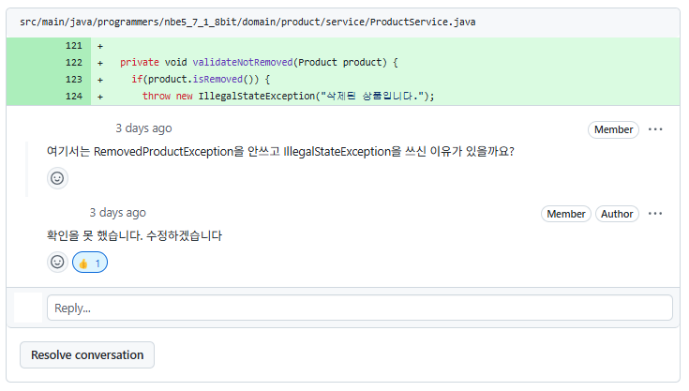 src/main/java/programmers/nbe5_7_1_8bit/domain/product/service/ProductService.java
121 +
122 + private void validateNotRemoved(Product product) {
123 + if(product.isRemoved()) {
124 + throw new IllegalStateException("삭제된 상품입니다.");
3 days ago Member ...
여기서는 RemovedProductException을 안쓰고 IllegalStateException을 쓰신 이유가 있을까요?
3 days ago Member Author ...
확인을 못 했습니다. 수정하겠습니다
1
Reply...
Resolve conversation